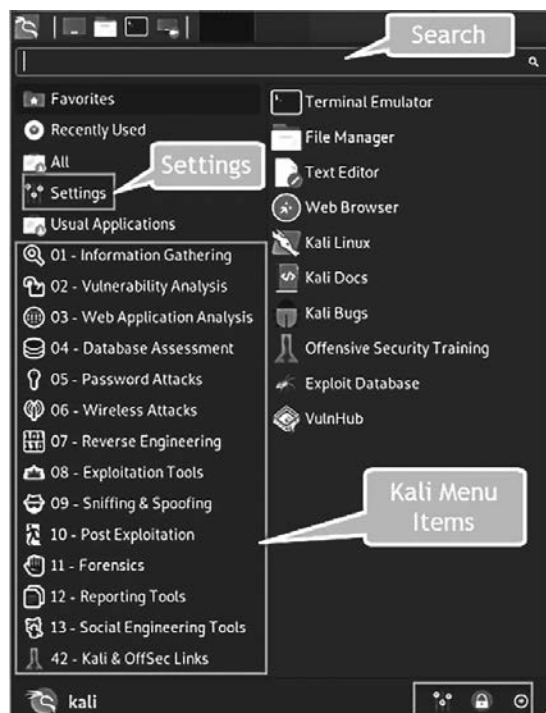 Search
Favorites
Recently Used
All
Settings
Settings
Usual Applications
01 - Information Gathering
02 - Vulnerability Analysis
03 - Web Application Analysis
04 - Database Assessment
05 - Password Attacks
06 - Wireless Attacks
07 - Reverse Engineering
08 - Exploitation Tools
09 - Sniffing & Spoofing
10 - Post Exploitation
11 - Forensics
12 - Reporting Tools
13 - Social Engineering Tools
42 - Kali & OffSec Links
Terminal Emulator
File Manager
Text Editor
Web Browser
Kali Linux
Kali Docs
Kali Bugs
Offensive Security Training
Exploit Database
VulnHub
Kali Menu
Items
kali